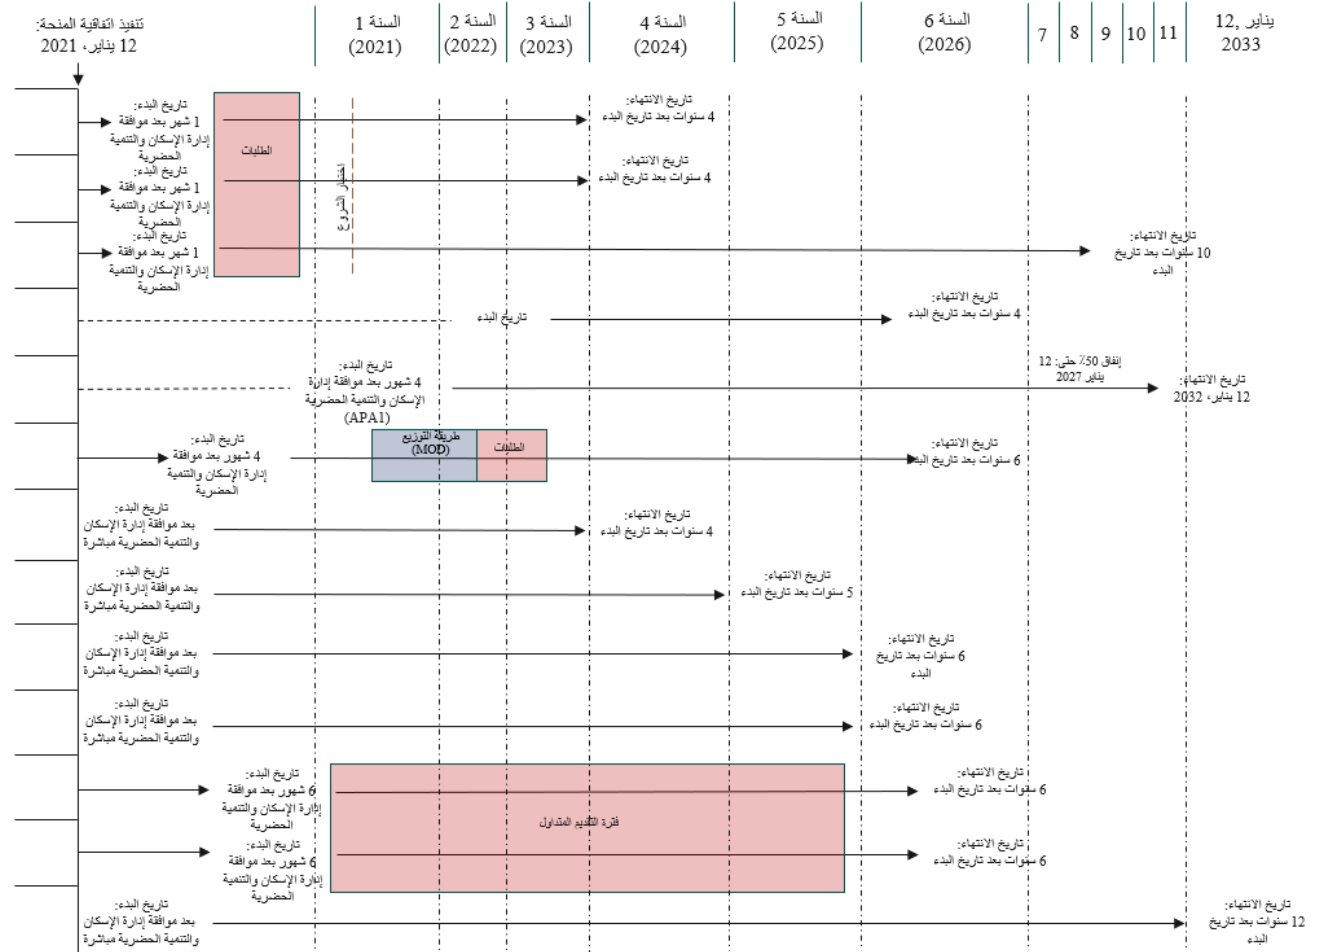 تنفيذ اتفاقية المنحة:
12 يناير، 2021
السنة 1
(2021)
السنة 2
(2022)
السنة 3
(2023)
السنة 4
(2024)
السنة 5
(2025)
السنة 6
(2026)
7
8
9
10
11
يناير 12,
2033
تاريخ البدء:
1 شهر بعد موافقة
إدارة الإسكان والتنمية
الحضرية
الطلبات
اختبار الشروع
تاريخ الانتهاء:
4 سنوات بعد تاريخ البدء
تاريخ البدء:
1 شهر بعد موافقة
إدارة الإسكان والتنمية
الحضرية
تاريخ الانتهاء:
4 سنوات بعد تاريخ البدء
تاريخ البدء:
1 شهر بعد موافقة
إدارة الإسكان والتنمية
الحضرية
تاريخ الانتهاء:
10 سنوات بعد تاريخ
البدء
تاريخ البدء
تاريخ الانتهاء:
4 سنوات بعد تاريخ البدء
تاريخ البدء:
4 شهور بعد موافقة إدارة
الإسكان والتنمية الحضرية
(APA1)
إنفاق 50٪ حتى: 12
يناير 2027
تاريخ الانتهاء:
12 يناير، 2032
تاريخ البدء:
4 شهور بعد موافقة
إدارة الإسكان والتنمية
الحضرية
طريقة التوزيع
(MOD)
الطلبات
تاريخ الانتهاء:
6 سنوات بعد تاريخ البدء
تاريخ البدء:
بعد موافقة إدارة الإسكان
والتنمية الحضرية مباشرة
تاريخ الانتهاء:
4 سنوات بعد تاريخ البدء
تاريخ البدء:
بعد موافقة إدارة الإسكان
والتنمية الحضرية مباشرة
تاريخ الانتهاء:
5 سنوات بعد تاريخ البدء
تاريخ البدء:
بعد موافقة إدارة الإسكان
والتنمية الحضرية مباشرة
تاريخ الانتهاء:
6 سنوات بعد تاريخ
البدء
تاريخ البدء:
بعد موافقة إدارة الإسكان
والتنمية الحضرية مباشرة
تاريخ الانتهاء:
6 سنوات بعد تاريخ البدء
تاريخ البدء:
6 شهور بعد موافقة
إدارة الإسكان والتنمية
الحضرية
تاريخ الانتهاء:
6 سنوات بعد تاريخ البدء
فترة التقديم المتداول
تاريخ البدء:
6 شهور بعد موافقة
إدارة الإسكان والتنمية
الحضرية
تاريخ الانتهاء:
6 سنوات بعد تاريخ البدء
تاريخ البدء:
بعد موافقة إدارة الإسكان
والتنمية الحضرية مباشرة
تاريخ الانتهاء:
12 سنوات بعد تاريخ
البدء